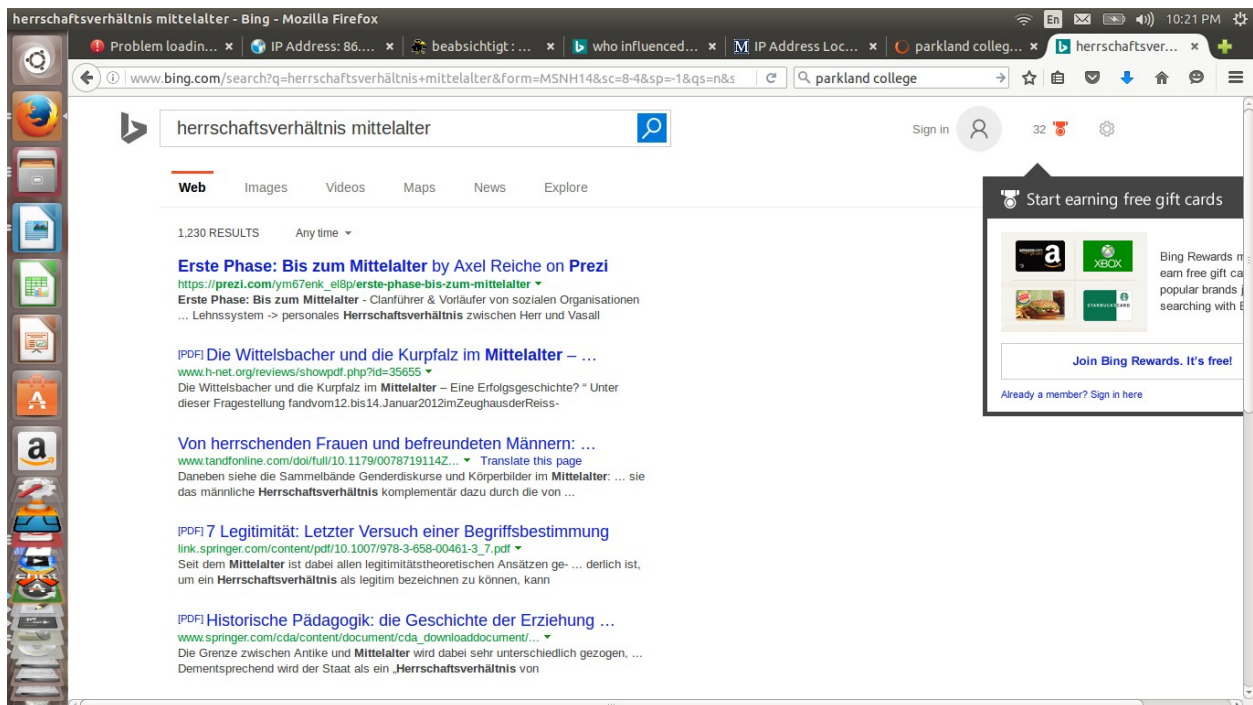 herrschaftsverhältnis mittelalter - Bing - Mozilla Firefox
En 10:21 PM
Problem loadin... × IP Address: 86.... × beabsichtigt : ... × who influenced... × IP Address Loc... × parkland colleg... × herrschaftsver... ×
www.bing.com/search?q=herrschaftsverhältnis+mittelalter&form=MSNH14&sc=8-4&sp=-1&qs=n&s parkland college
herrschaftsverhältnis mittelalter
Sign in 32
Web Images Videos Maps News Explore
1,230 RESULTS Any time
Erste Phase: Bis zum Mittelalter by Axel Reiche on Prezi
https://prezi.com/ym67enk_el8p/erste-phase-bis-zum-mittelalter
Erste Phase: Bis zum Mittelalter - Clanführer & Vorläufer von sozialen Organisationen
... Lehnssystem -> personales Herrschaftsverhältnis zwischen Herr und Vasall
[PDF] Die Wittelsbacher und die Kurpfalz im Mittelalter – ...
www.h-net.org/reviews/showpdf.php?id=35655
Die Wittelsbacher und die Kurpfalz im Mittelalter – Eine Erfolgsgeschichte? “ Unter
dieser Fragestellung fandvom12.bis14.Januar2012imZeughausderReiss-
Von herrschenden Frauen und befreundeten Männern: ...
www.tandfonline.com/doi/full/10.1179/0078719114Z... Translate this page
Daneben siehe die Sammelbände Genderdiskurse und Körperbilder im Mittelalter: ... sie
das männliche Herrschaftsverhältnis komplementär dazu durch die von ...
[PDF] 7 Legitimität: Letzter Versuch einer Begriffsbestimmung
link.springer.com/content/pdf/10.1007/978-3-658-00461-3_7.pdf
Seit dem Mittelalter ist dabei allen legitimitätstheoretischen Ansätzen ge- ... derlich ist,
um ein Herrschaftsverhältnis als legitim bezeichnen zu können, kann
[PDF] Historische Pädagogik: die Geschichte der Erziehung ...
www.springer.com/cda/content/document/cda_downloaddocument/...
Die Grenze zwischen Antike und Mittelalter wird dabei sehr unterschiedlich gezogen, ...
Dementsprechend wird der Staat als ein „Herrschaftsverhältnis von
Start earning free gift cards
XBOX
Bing Rewards m
earn free gift ca
popular brands j
searching with B
Join Bing Rewards. It's free!
Already a member? Sign in here